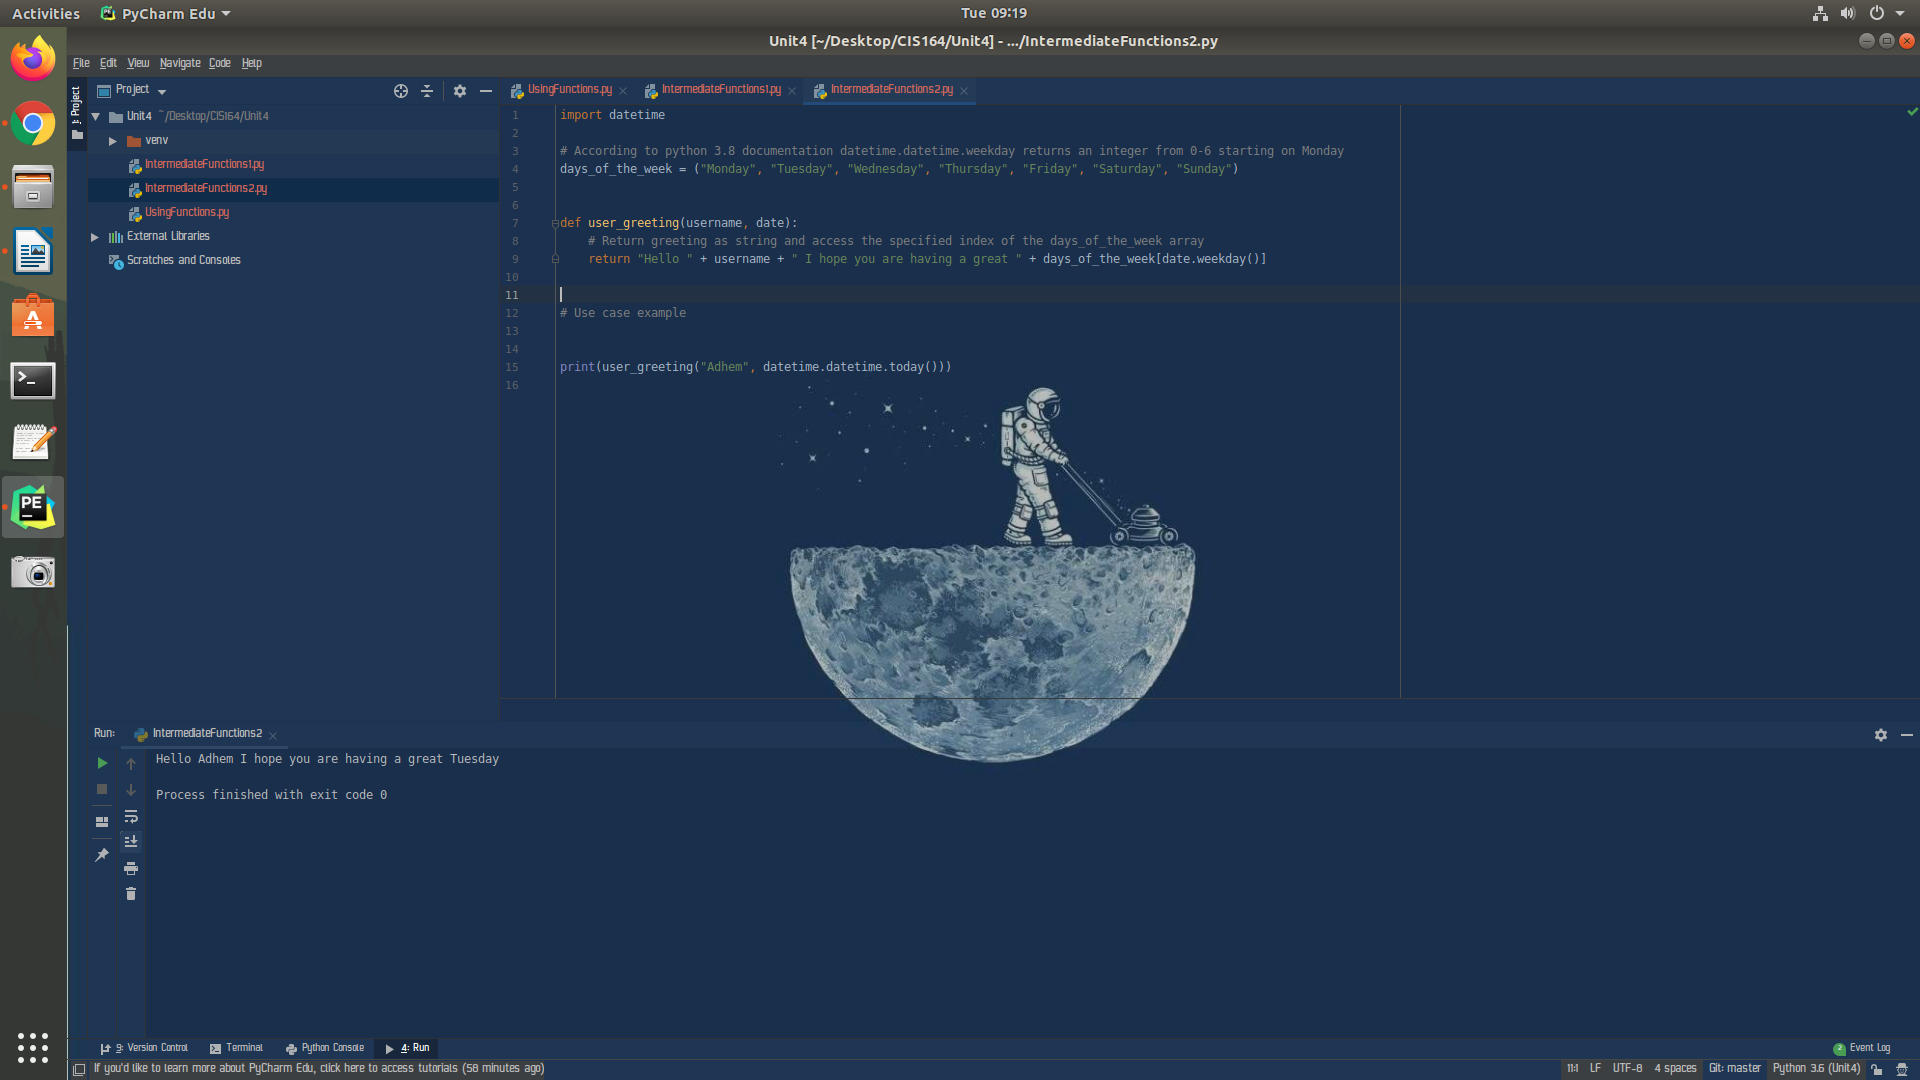 Activities PyCharm Edu Tue 09:19
Unit4 [~/Desktop/CIS164/Unit4] - .../IntermediateFunctions2.py
File Edit View Navigate Code Help
1: Project
Project
UsingFunctions.py IntermediateFunctions1.py IntermediateFunctions2.py
Unit4 ~/Desktop/CIS164/Unit4
venv
IntermediateFunctions1.py
IntermediateFunctions2.py
UsingFunctions.py
External Libraries
Scratches and Consoles
1 import datetime
2
3 # According to python 3.8 documentation datetime.datetime.weekday returns an integer from 0-6 starting on Monday
4 days_of_the_week = ("Monday", "Tuesday", "Wednesday", "Thursday", "Friday", "Saturday", "Sunday")
5
6
7 def user_greeting(username, date):
8 # Return greeting as string and access the specified index of the days_of_the_week array
9 return "Hello " + username + " I hope you are having a great " + days_of_the_week[date.weekday()]
10
11
12 # Use case example
13
14
15 print(user_greeting("Adhem", datetime.datetime.today()))
16
PE
Run: IntermediateFunctions2
Hello Adhem I hope you are having a great Tuesday
Process finished with exit code 0
9: Version Control Terminal Python Console 4: Run 2 Event Log
If you'd like to learn more about PyCharm Edu, click here to access tutorials (50 minutes ago) 11:1 LF UTF-8 4 spaces Git: master Python 3.6 (Unit4)